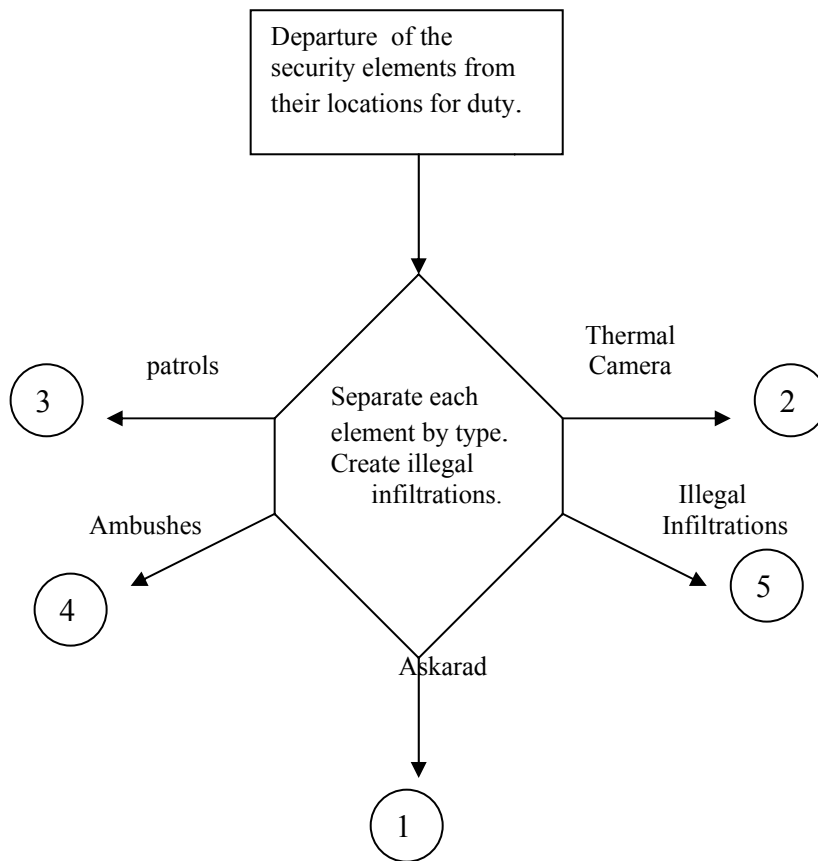 Departure of the
security elements from
their locations for duty.
Thermal
Camera
patrols
3
2
Separate each
element by type.
Create illegal
infiltrations.
Illegal
Infiltrations
Ambushes
5
4
Askarad
1